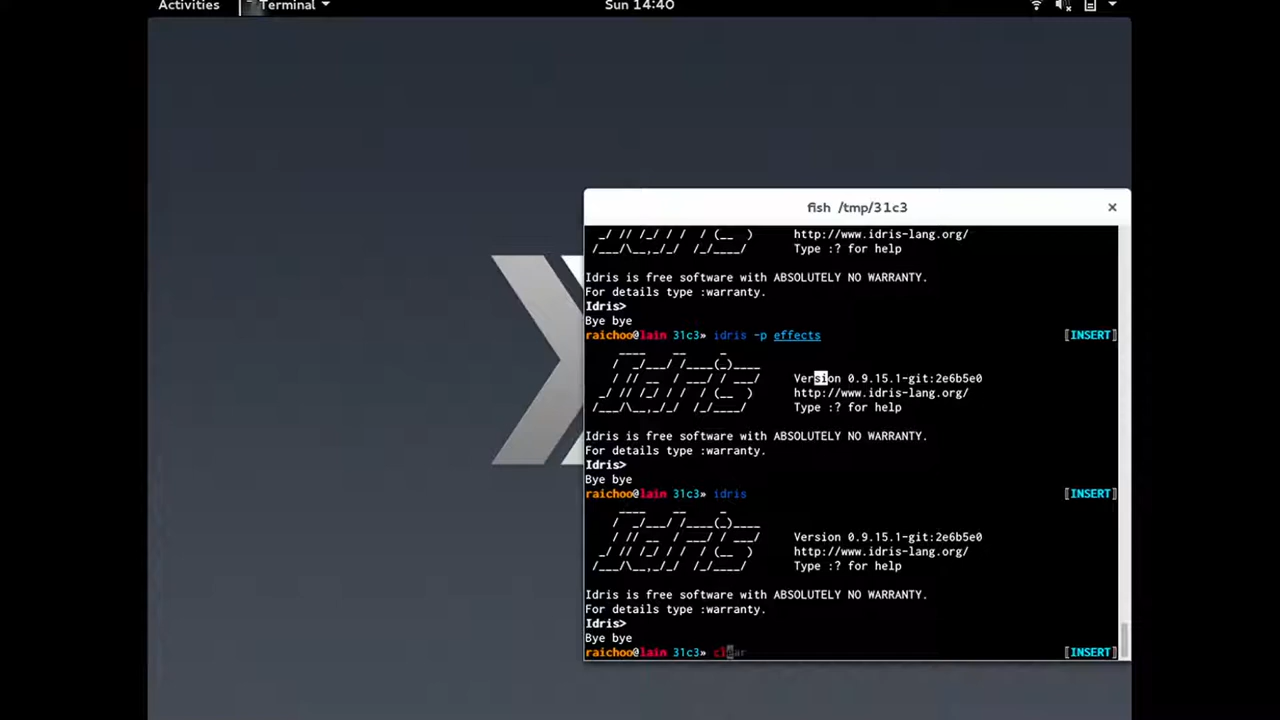 Activities Terminal Sun 14:40
fish /tmp/31c3 ×
_/ // /_/ / / / (__ ) http://www.idris-lang.org/
/___/\__,_/_/ /_/____/ Type :? for help
Idris is free software with ABSOLUTELY NO WARRANTY.
For details type :warranty.
Idris>
Bye bye
raichoo@lain 31c3» idris -p effects [INSERT]
____ __ _
/ _/___/ /____(_)____
/ // __ / ___/ / ___/ Version 0.9.15.1-git:2e6b5e0
_/ // /_/ / / / (__ ) http://www.idris-lang.org/
/___/\__,_/_/ /_/____/ Type :? for help
Idris is free software with ABSOLUTELY NO WARRANTY.
For details type :warranty.
Idris>
Bye bye
raichoo@lain 31c3» idris [INSERT]
____ __ _
/ _/___/ /____(_)____
/ // __ / ___/ / ___/ Version 0.9.15.1-git:2e6b5e0
_/ // /_/ / / / (__ ) http://www.idris-lang.org/
/___/\__,_/_/ /_/____/ Type :? for help
Idris is free software with ABSOLUTELY NO WARRANTY.
For details type :warranty.
Idris>
Bye bye
raichoo@lain 31c3» clear [INSERT]